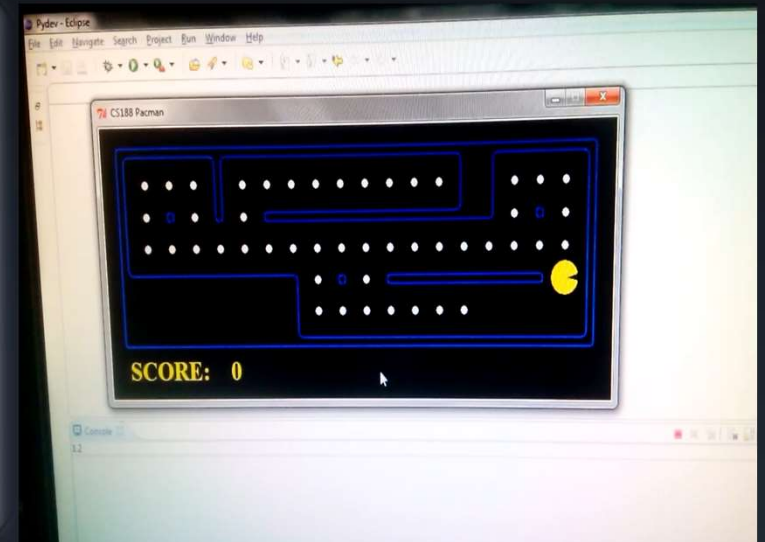 Pydev - Eclipse
File Edit Navigate Search Project Run Window Help
CS188 Pacman
SCORE: 0
Console